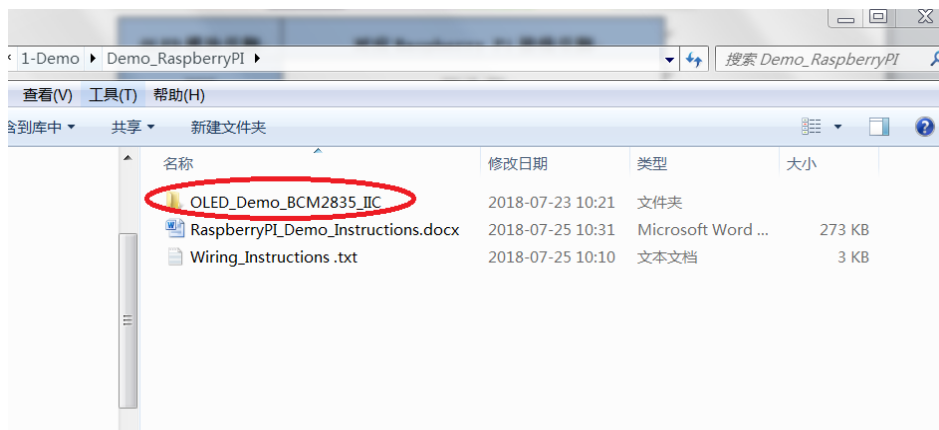 1-Demo Demo_RaspberryPI 搜索 Demo_RaspberryPI
查看(V) 工具(T) 帮助(H)
含到库中 共享 新建文件夹
名称 修改日期 类型 大小
OLED_Demo_BCM2835_IIC 2018-07-23 10:21 文件夹
RaspberryPI_Demo_Instructions.docx 2018-07-25 10:31 Microsoft Word ... 273 KB
Wiring_Instructions .txt 2018-07-25 10:10 文本文档 3 KB